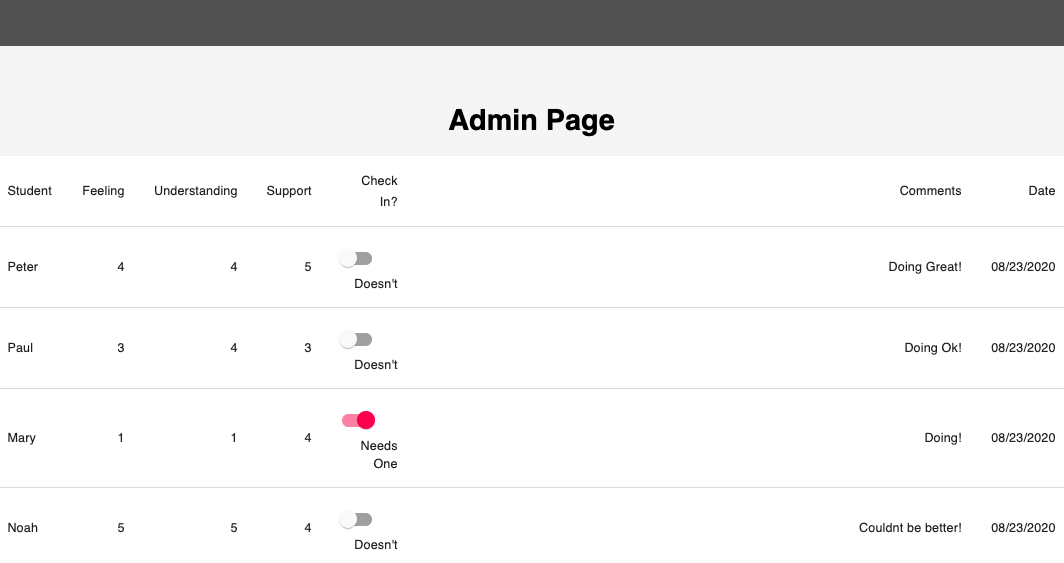 Admin Page
Student Feeling Understanding Support Check In? Comments Date
Peter 4 4 5 Doesn't Doing Great! 08/23/2020
Paul 3 4 3 Doesn't Doing Ok! 08/23/2020
Mary 1 1 4 Needs One Doing! 08/23/2020
Noah 5 5 4 Doesn't Couldnt be better! 08/23/2020